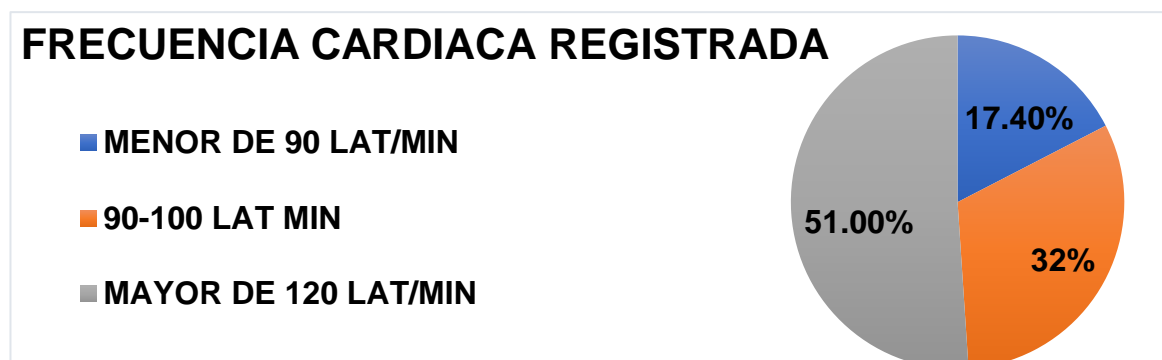 FRECUENCIA CARDIACA REGISTRADA
MENOR DE 90 LAT/MIN
90-100 LAT MIN
MAYOR DE 120 LAT/MIN
17.40%
32%
51.00%